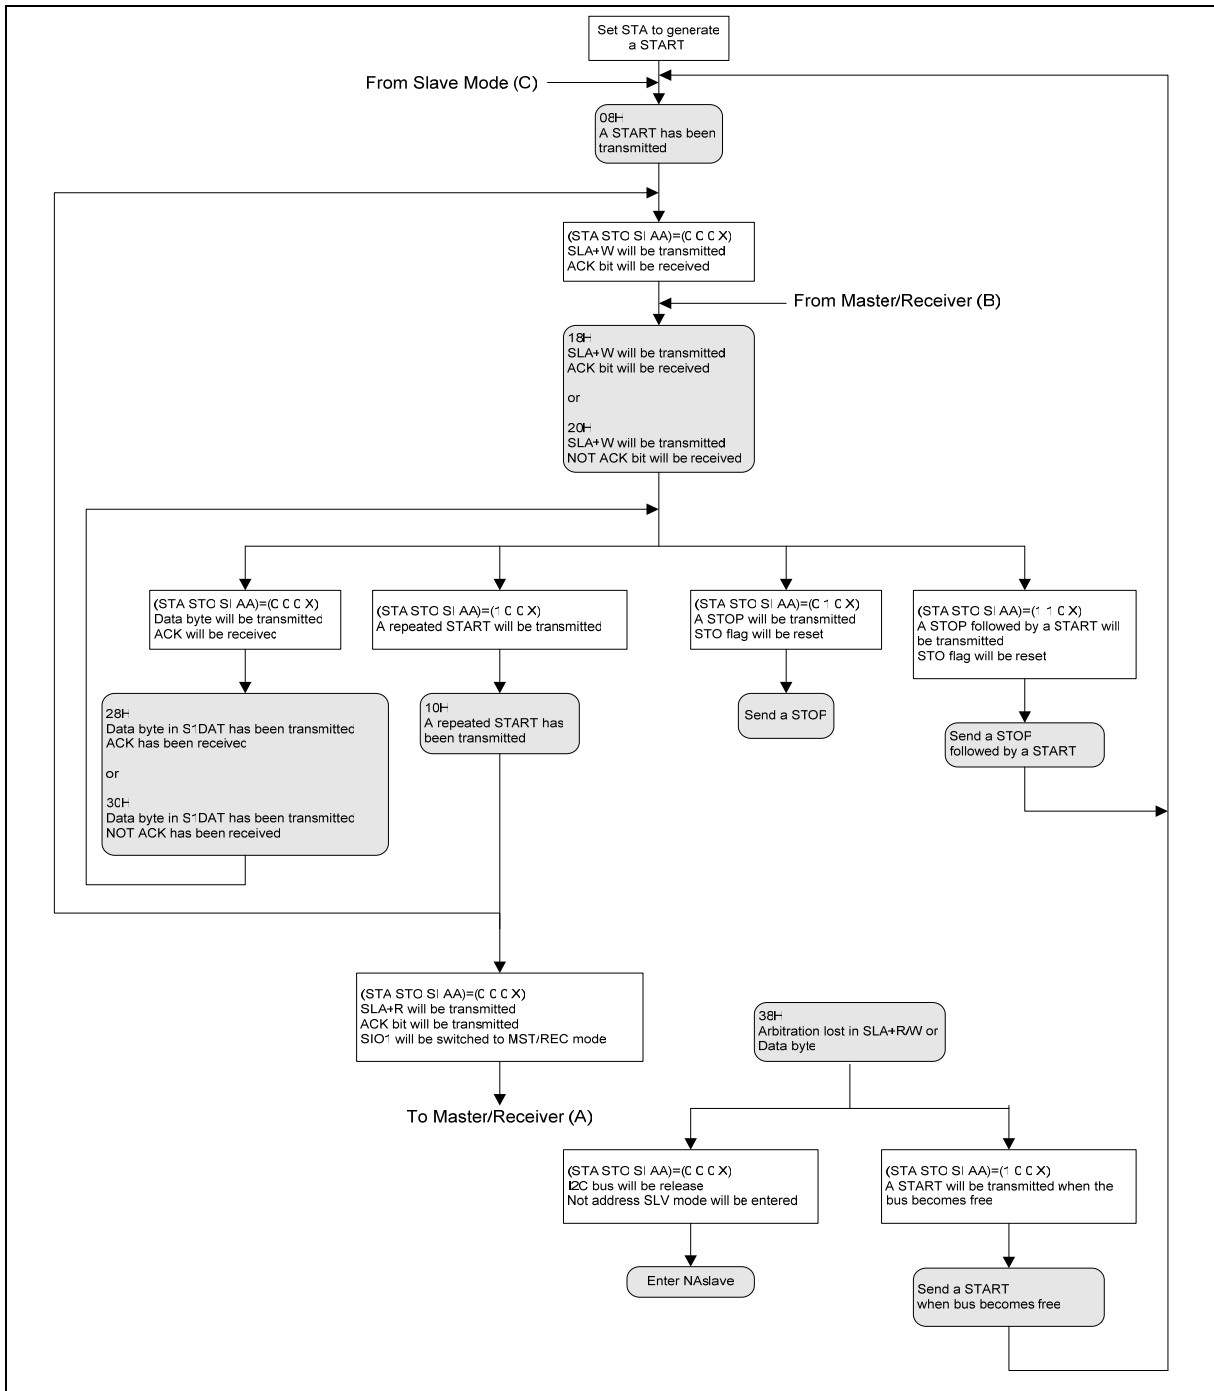 Set STA to generate
a START
From Slave Mode (C)
08H
A START has been
transmitted
(STA STO SI AA)=(0 0 0 X)
SLA+W will be transmitted
ACK bit will be received
From Master/Receiver (B)
18H
SLA+W will be transmitted
ACK bit will be received
or
20H
SLA+W will be transmitted
NOT ACK bit will be received
(STA STO SI AA)=(0 0 0 X)
Data byte will be transmitted
ACK will be received
(STA STO SI AA)=(1 0 0 X)
A repeated START will be transmitted
(STA STO SI AA)=(0 1 0 X)
A STOP will be transmitted
STO flag will be reset
(STA STO SI AA)=(1 1 0 X)
A STOP followed by a START will
be transmitted
STO flag will be reset
28H
Data byte in S1DAT has been transmitted
ACK has been received
or
30H
Data byte in S1DAT has been transmitted
NOT ACK has been received
10H
A repeated START has
been transmitted
Send a STOP
Send a STOP
followed by a START
(STA STO SI AA)=(0 0 0 X)
SLA+R will be transmitted
ACK bit will be transmitted
SIO1 will be switched to MST/REC mode
To Master/Receiver (A)
38H
Arbitration lost in SLA+R/W or
Data byte
(STA STO SI AA)=(0 0 0 X)
I2C bus will be release
Not address SLV mode will be entered
(STA STO SI AA)=(1 0 0 X)
A START will be transmitted when the
bus becomes free
Enter NAslave
Send a START
when bus becomes free